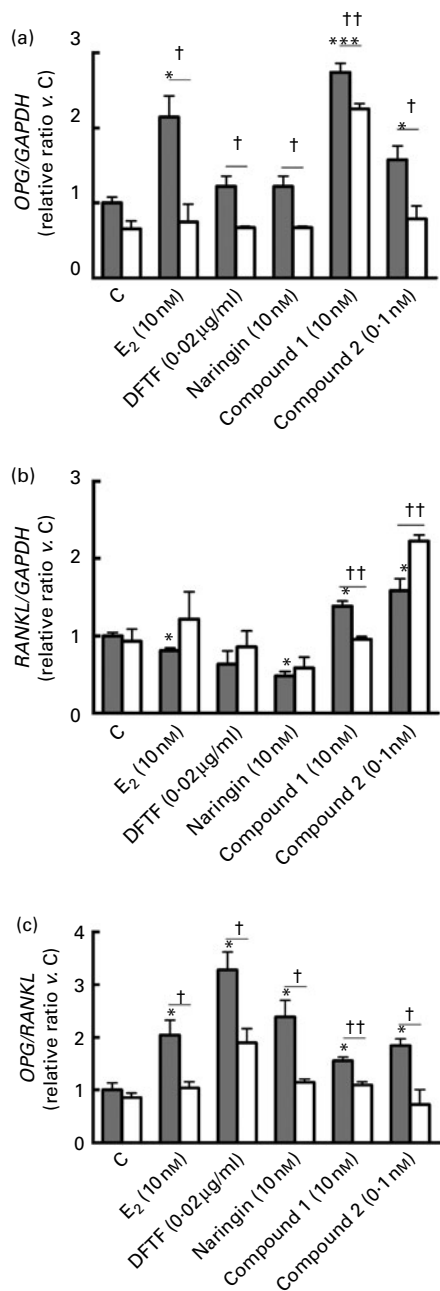 (a)
OPG/GAPDH
(relative ratio v. C)
3
2
1
0
*
†
†
†
***
††
*
†
C
E2 (10 nM)
DFTF (0·02 µg/ml)
Naringin (10 nM)
Compound 1 (10 nM)
Compound 2 (0·1 nM)
(b)
RANKL/GAPDH
(relative ratio v. C)
3
2
1
0
*
*
*
††
*
††
C
E2 (10 nM)
DFTF (0·02 µg/ml)
Naringin (10 nM)
Compound 1 (10 nM)
Compound 2 (0·1 nM)
(c)
OPG/RANKL
(relative ratio v. C)
4
3
2
1
0
*
†
*
†
*
†
*
††
*
†
C
E2 (10 nM)
DFTF (0·02 µg/ml)
Naringin (10 nM)
Compound 1 (10 nM)
Compound 2 (0·1 nM)